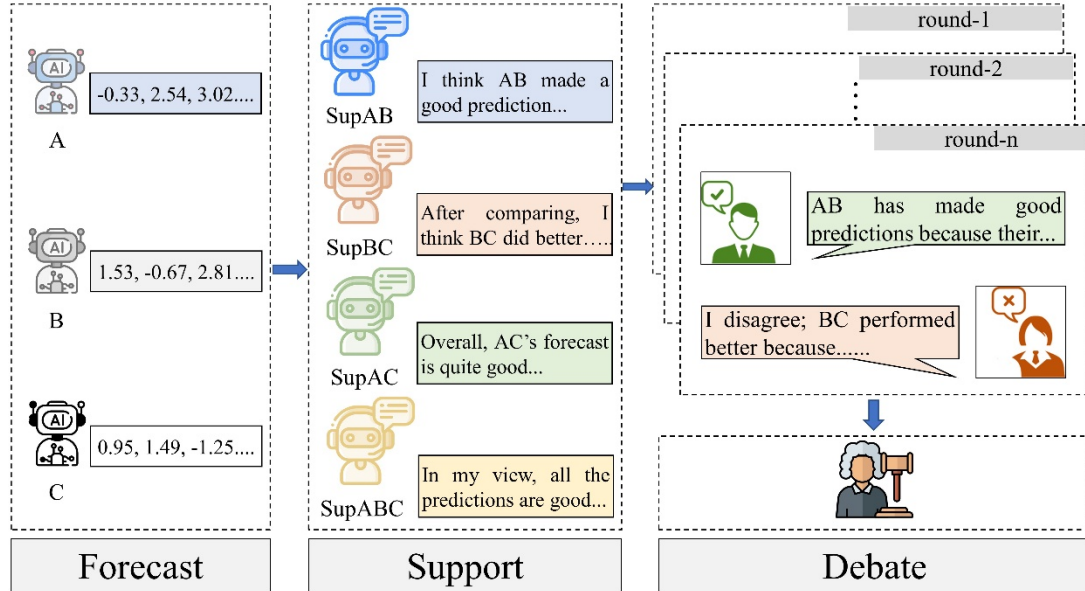 AI
-0.33, 2.54, 3.02....
A
AI
1.53, -0.67, 2.81....
B
AI
0.95, 1.49, -1.25....
C
Forecast
SupAB
I think AB made a
good prediction...
SupBC
After comparing, I
think BC did better…..
SupAC
Overall, AC's forecast
is quite good...
SupABC
In my view, all the
predictions are good...
Support
round-1
round-2
round-n
AB has made good
predictions because their...
I disagree; BC performed
better because......
Debate